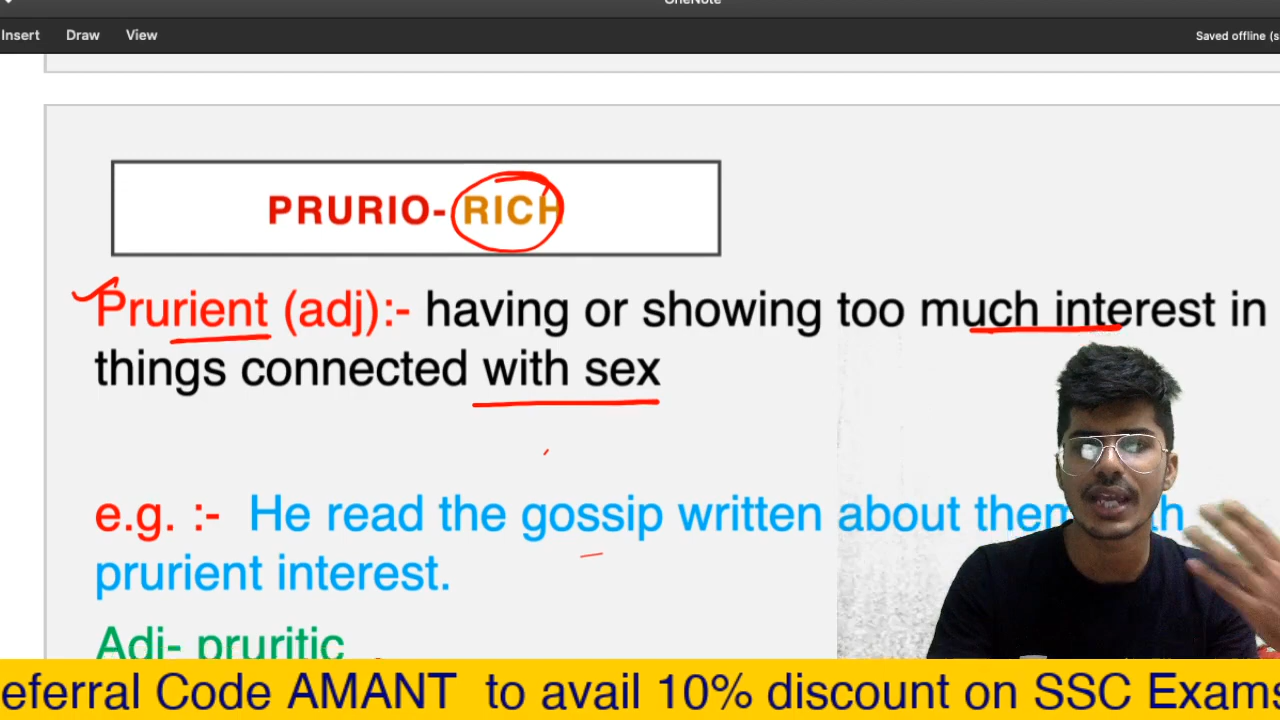 OneNote
Insert Draw View Saved offline (s
PRURIO- RICH
Prurient (adj):- having or showing too much interest in
things connected with sex
e.g. :- He read the gossip written about them
prurient interest.
Adj- pruritic
eferral Code AMANT to avail 10% discount on SSC Exams